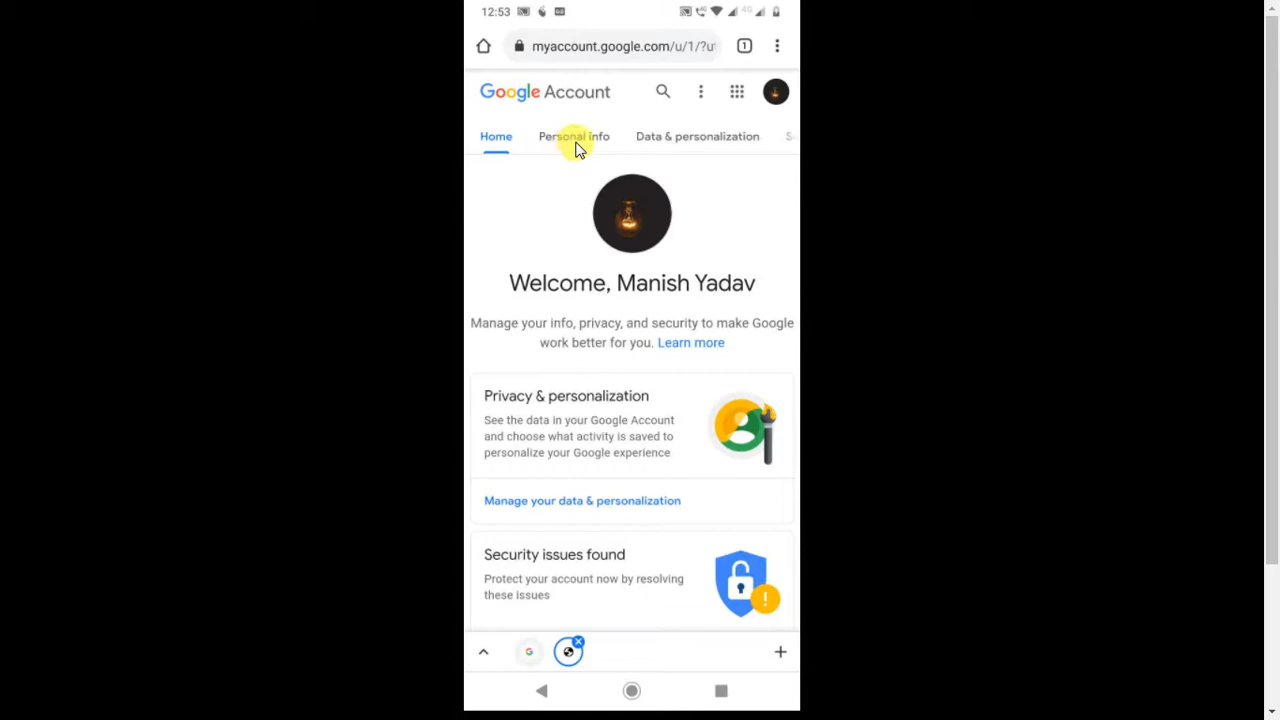 12:53
4G
myaccount.google.com/u/1/?u
1
Google Account
Home Personal info Data & personalization S
Welcome, Manish Yadav
Manage your info, privacy, and security to make Google
work better for you. Learn more
Privacy & personalization
See the data in your Google Account
and choose what activity is saved to
personalize your Google experience
Manage your data & personalization
Security issues found
Protect your account now by resolving
these issues
G